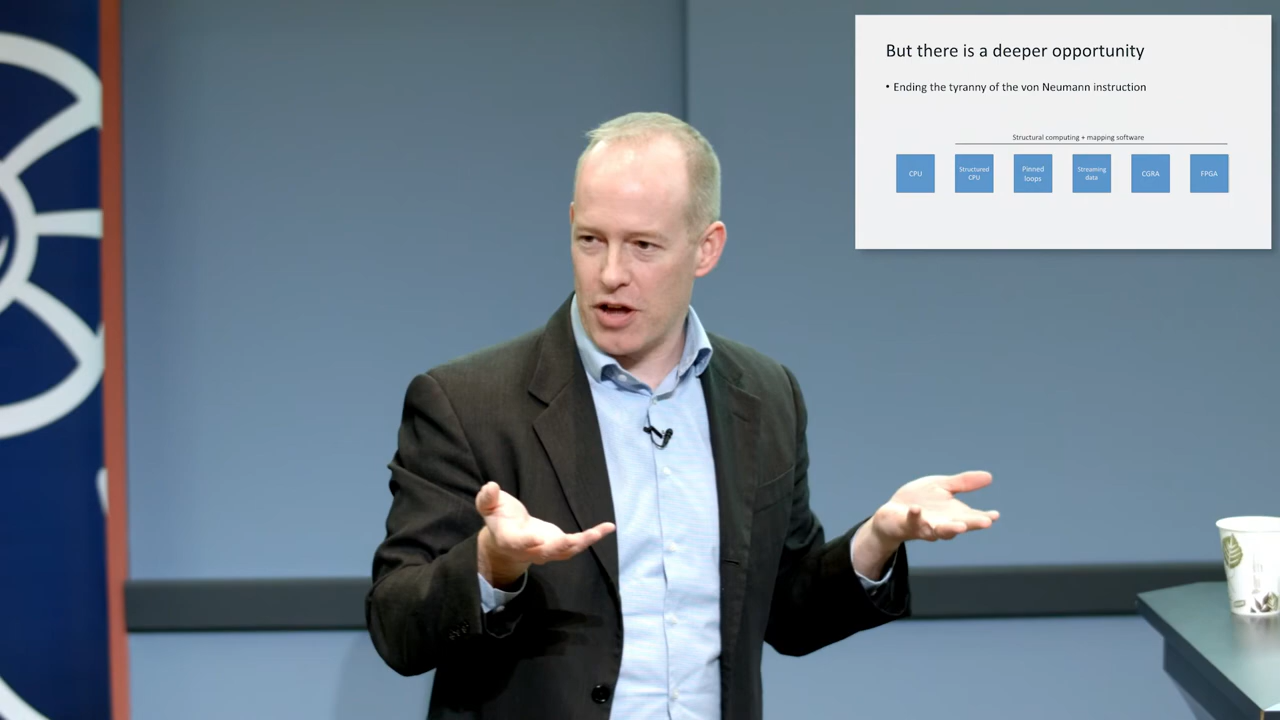 But there is a deeper opportunity
• Ending the tyranny of the von Neumann instruction
Structural computing + mapping software
CPU
Structured
CPU
Pinned
loops
Streaming
data
CGRA
FPGA